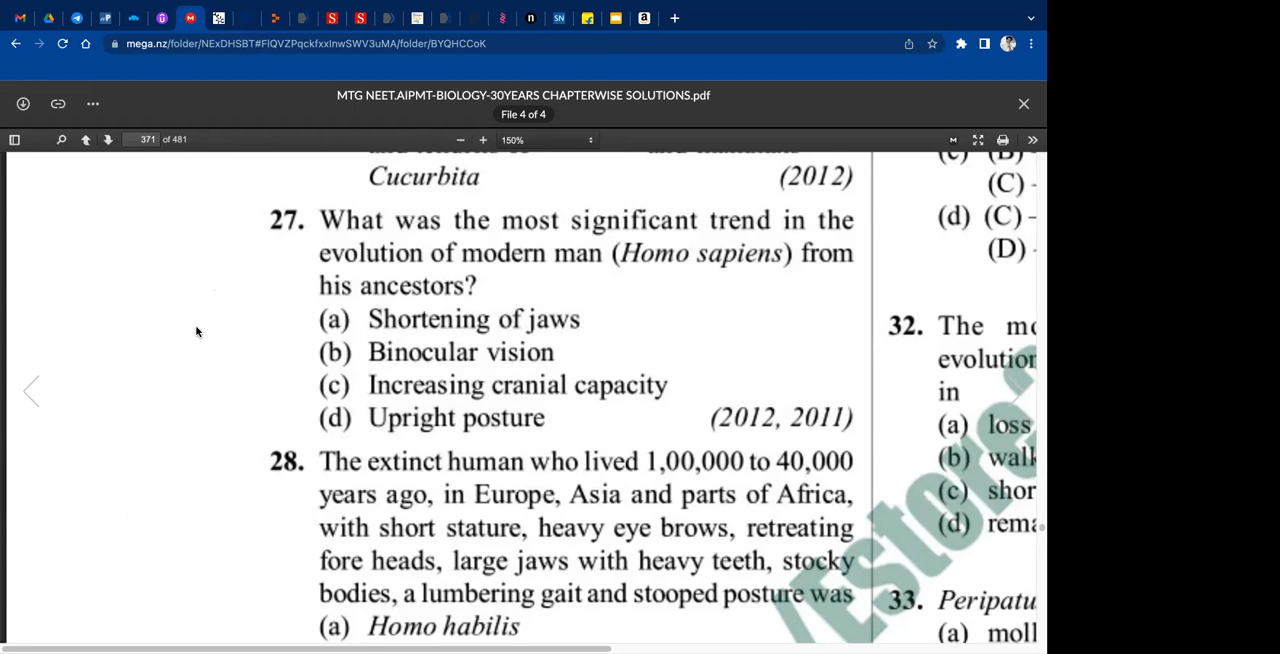 mega.nz/folder/NExDHSBT#FlQVZPqckfxxInwSWV3uMA/folder/BYQHCCoK
MTG NEET.AIPMT-BIOLOGY-30YEARS CHAPTERWISE SOLUTIONS.pdf
File 4 of 4
371 of 481
150%
Cucurbita (2012)
27. What was the most significant trend in the
evolution of modern man (Homo sapiens) from
his ancestors?
(a) Shortening of jaws
(b) Binocular vision
(c) Increasing cranial capacity
(d) Upright posture (2012, 2011)
28. The extinct human who lived 1,00,000 to 40,000
years ago, in Europe, Asia and parts of Africa,
with short stature, heavy eye brows, retreating
fore heads, large jaws with heavy teeth, stocky
bodies, a lumbering gait and stooped posture was
(a) Homo habilis
(c) (B)
(C) -
(d) (C) -
(D) -
32. The
evolution
in
(a) loss
(b) walk
(c) shor
(d) rema
33. Peripatu
(a) moll
Estore